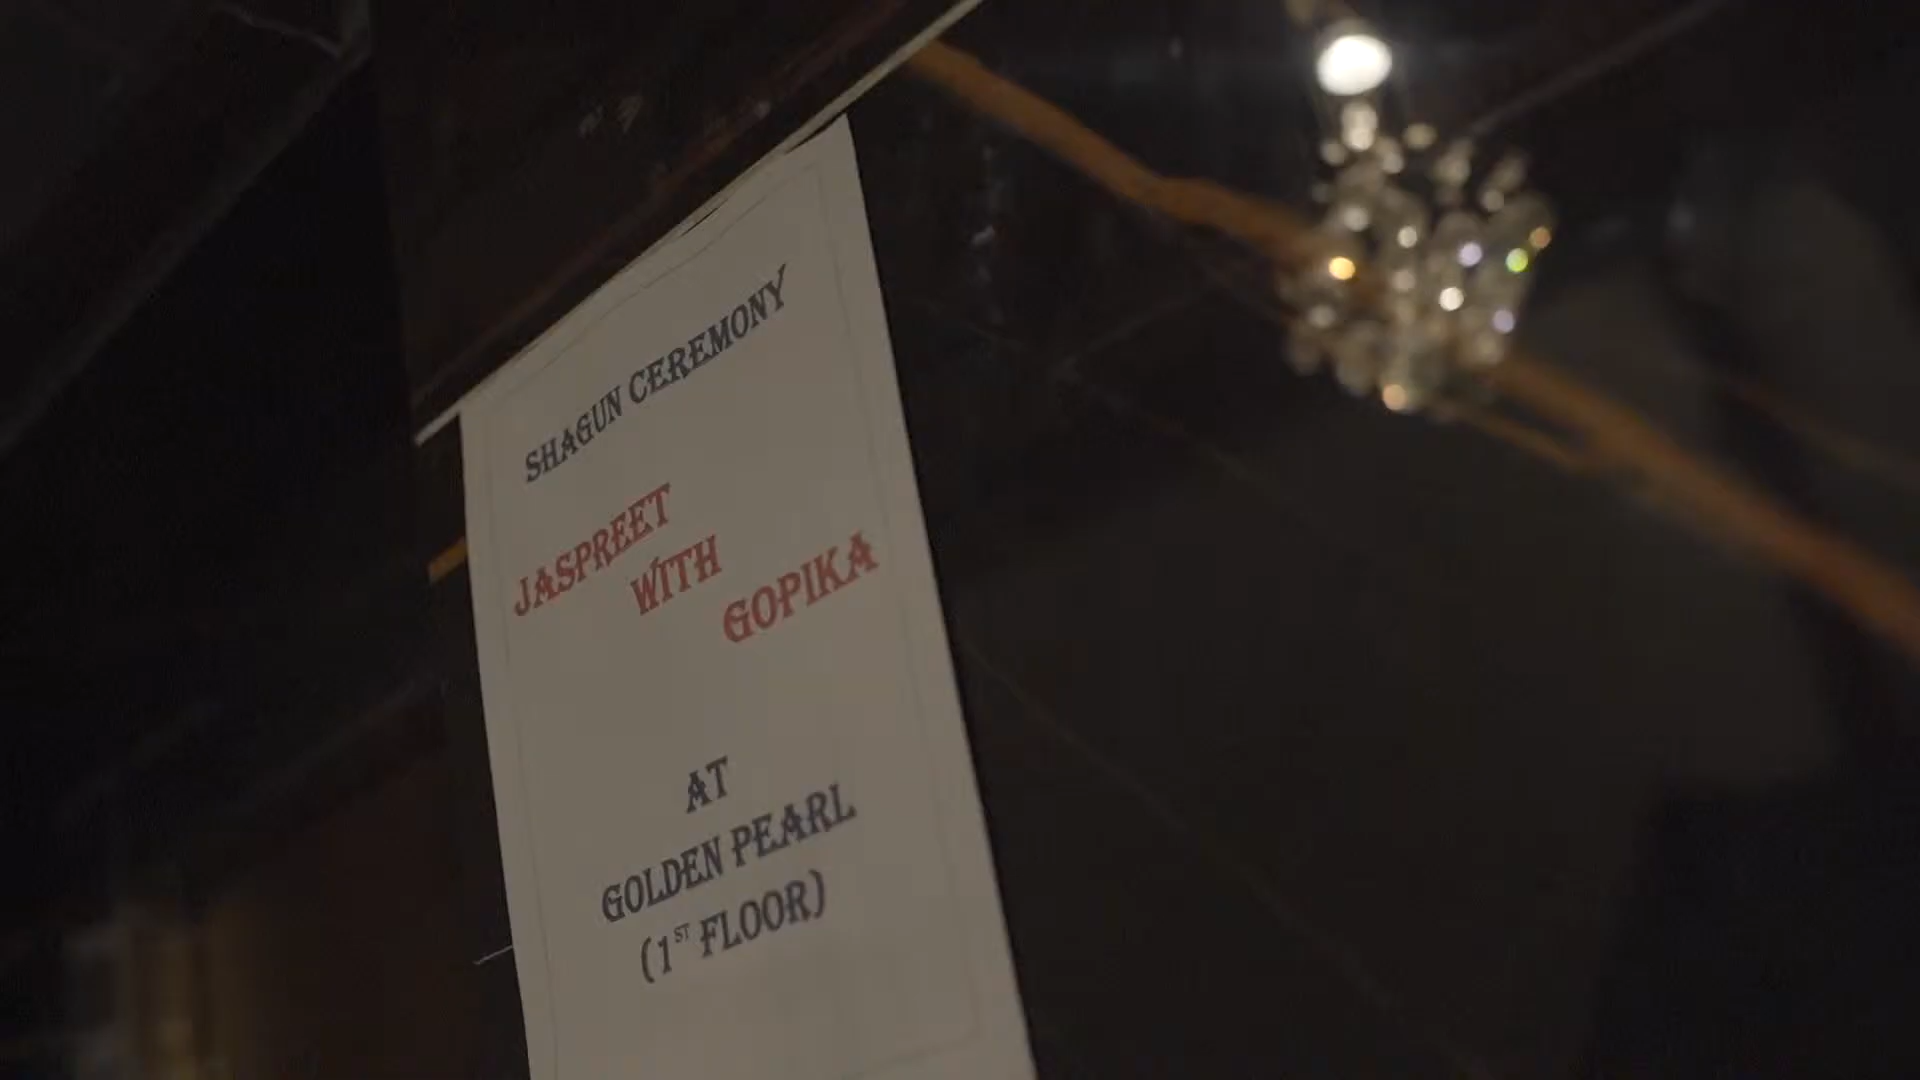 SHAGUN CEREMONY
JASPREET
WITH
GOPIKA
AT
GOLDEN PEARL
(1ST FLOOR)